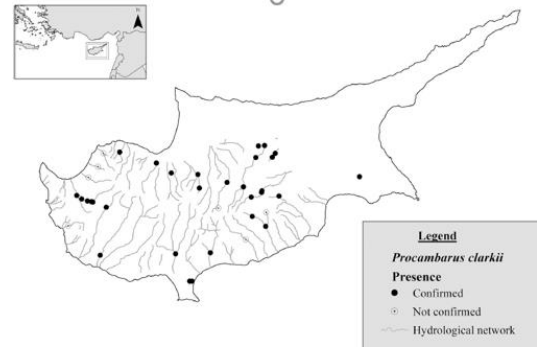 N
Legend
Procambarus clarkii
Presence
Confirmed
Not confirmed
Hydrological network